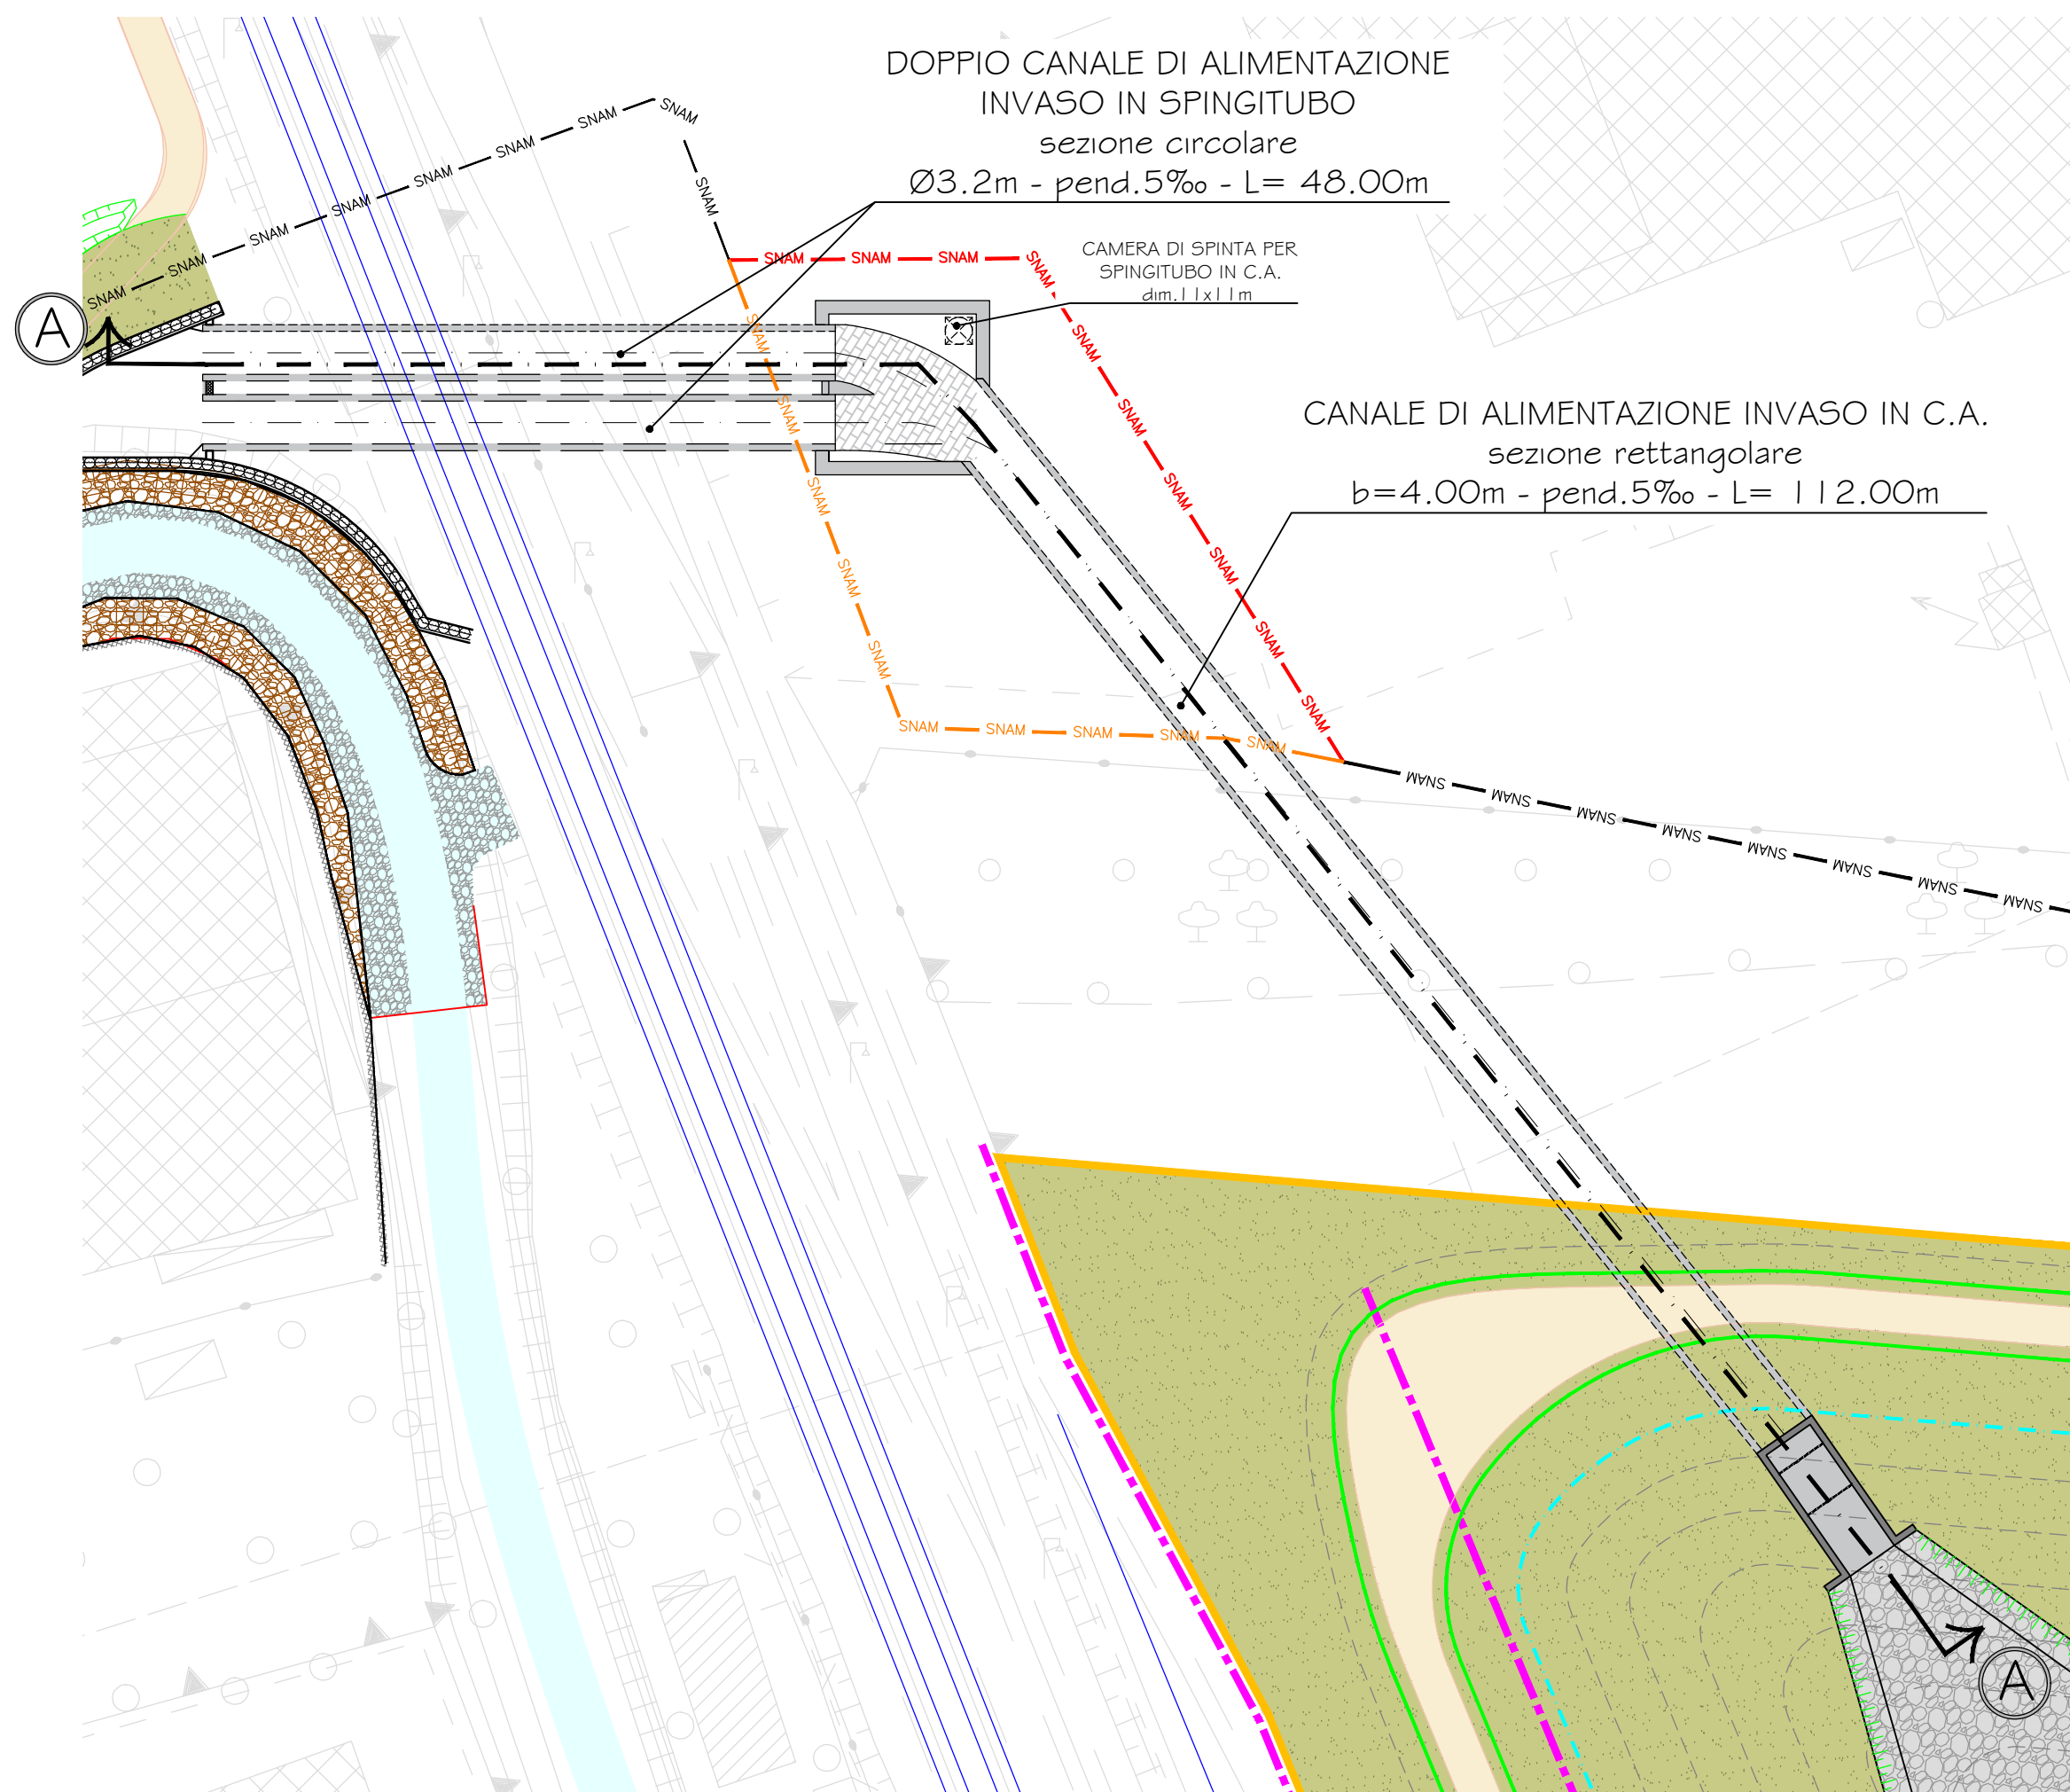 DOPPIO CANALE DI ALIMENTAZIONE
INVASO IN SPINGITUBO
sezione circolare
Ø3.2m - pend.5‰ - L= 48.00m
SNAM
SNAM
SNAM
SNAM
SNAM
SNAM
SNAM
SNAM
SNAM
SNAM
SNAM
SNAM
SNAM
CAMERA DI SPINTA PER
SPINGITUBO IN C.A.
dim.11x11m
A
SNAM
SNAM
SNAM
SNAM
SNAM
SNAM
SNAM
SNAM
SNAM
SNAM
SNAM
SNAM
CANALE DI ALIMENTAZIONE INVASO IN C.A.
sezione rettangolare
b=4.00m - pend.5‰ - L= 112.00m
SNAM
SNAM
SNAM
SNAM
SNAM
SNAM
SNAM
SNAM
SNAM
SNAM
SNAM
SNAM
SNAM
A